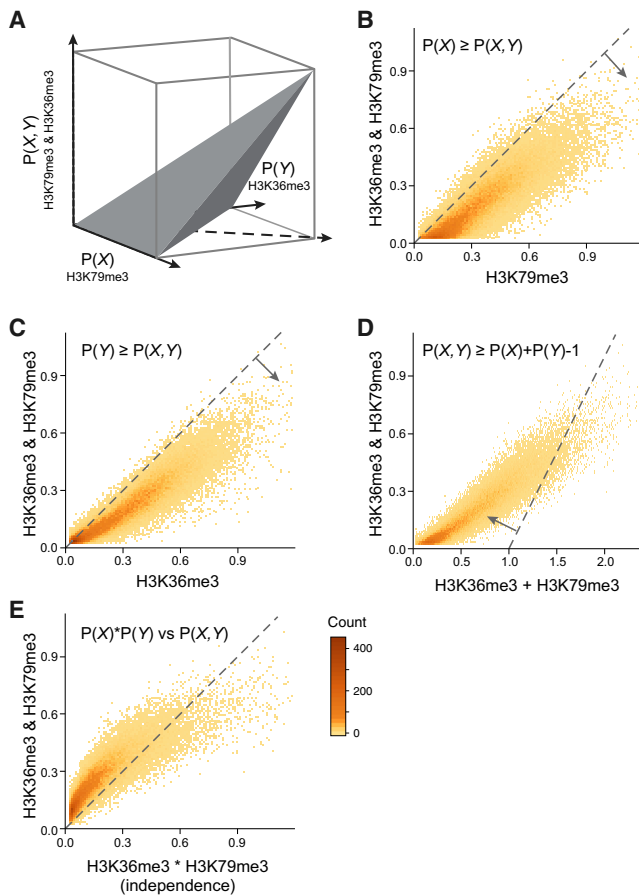 A
P(X,Y)
H3K79me3 & H3K36me3
P(Y)
H3K36me3
P(X)
H3K79me3
B
P(X) ≥ P(X,Y)
H3K36me3 & H3K79me3
0.9
0.6
0.3
0.0
0.0 0.3 0.6 0.9
H3K79me3
C
P(Y) ≥ P(X,Y)
H3K36me3 & H3K79me3
0.9
0.6
0.3
0.0
0.0 0.3 0.6 0.9
H3K36me3
D
P(X,Y) ≥ P(X)+P(Y)-1
H3K36me3 & H3K79me3
0.9
0.6
0.3
0.0
0.0 0.5 1.0 1.5 2.0
H3K36me3 + H3K79me3
E
P(X)*P(Y) vs P(X,Y)
H3K36me3 & H3K79me3
0.9
0.6
0.3
0.0
0.0 0.3 0.6 0.9
H3K36me3 * H3K79me3
(independence)
Count
400
200
0